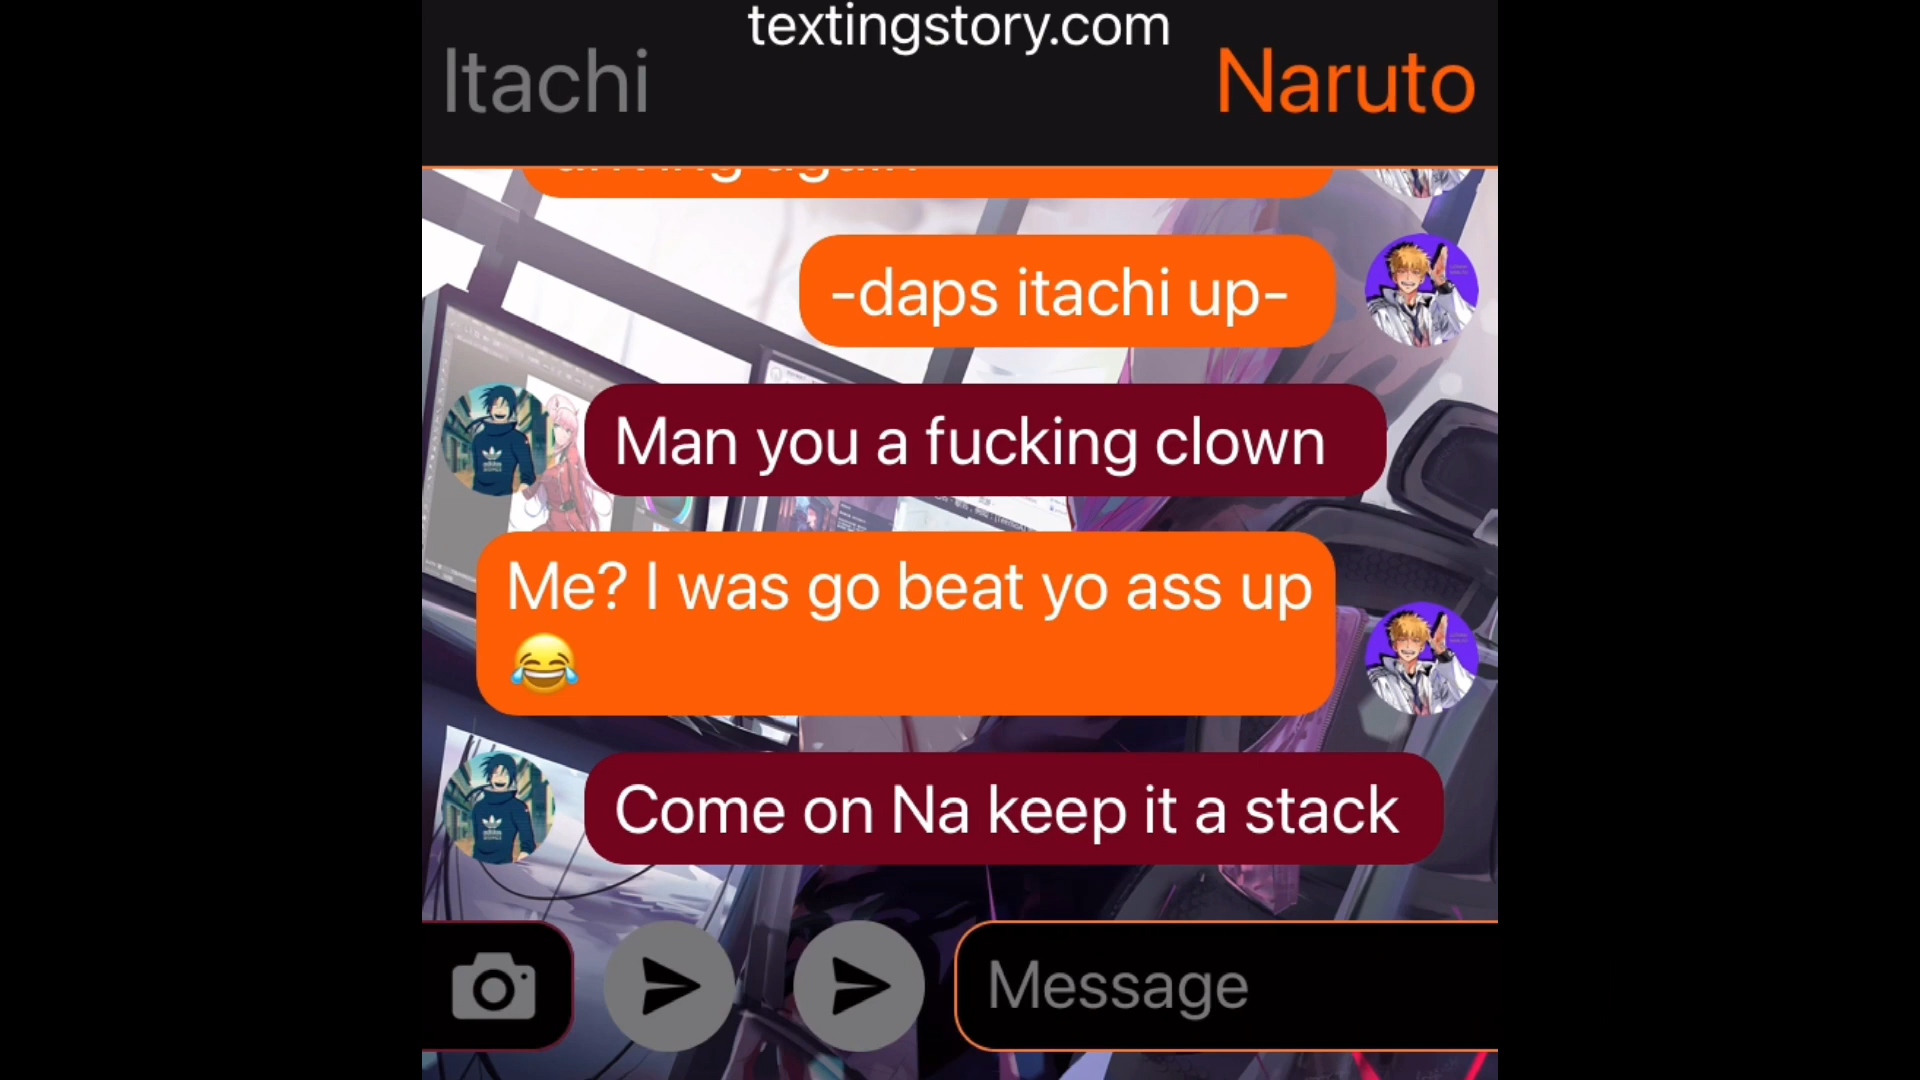 textingstory.com
Itachi
Naruto
-daps itachi up-
Man you a fucking clown
Me? I was go beat yo ass up
😂
Come on Na keep it a stack
Message